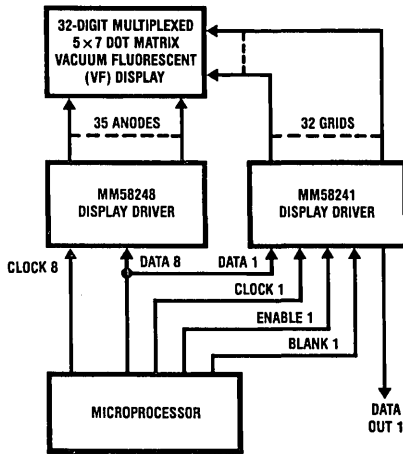 32-DIGIT MULTIPLEXED
5 × 7 DOT MATRIX
VACUUM FLUORESCENT
(VF) DISPLAY
35 ANODES
32 GRIDS
MM58248
DISPLAY DRIVER
MM58241
DISPLAY DRIVER
CLOCK 8
DATA 8
DATA 1
CLOCK 1
ENABLE 1
BLANK 1
MICROPROCESSOR
DATA
OUT 1